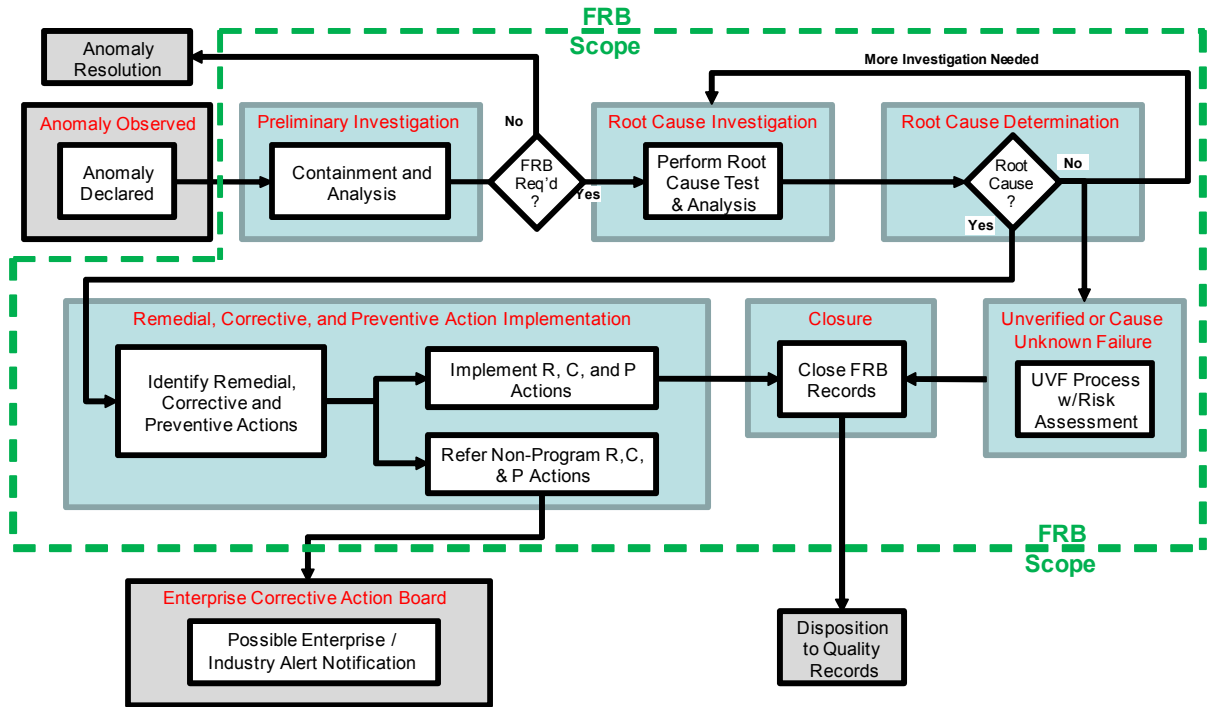 FRB
Scope
Anomaly
Resolution
More Investigation Needed
Anomaly Observed
Anomaly
Declared
Preliminary Investigation
Containment and
Analysis
No
FRB
Req'd
?
Yes
Root Cause Investigation
Perform Root
Cause Test
& Analysis
Root Cause Determination
Root
Cause
?
No
Yes
Remedial, Corrective, and Preventive Action Implementation
Identify Remedial,
Corrective and
Preventive Actions
Implement R, C, and P
Actions
Refer Non-Program R,C,
& P Actions
Closure
Close FRB
Records
Unverified or Cause
Unknown Failure
UVF Process
w/Risk
Assessment
FRB
Scope
Enterprise Corrective Action Board
Possible Enterprise /
Industry Alert Notification
Disposition
to Quality
Records